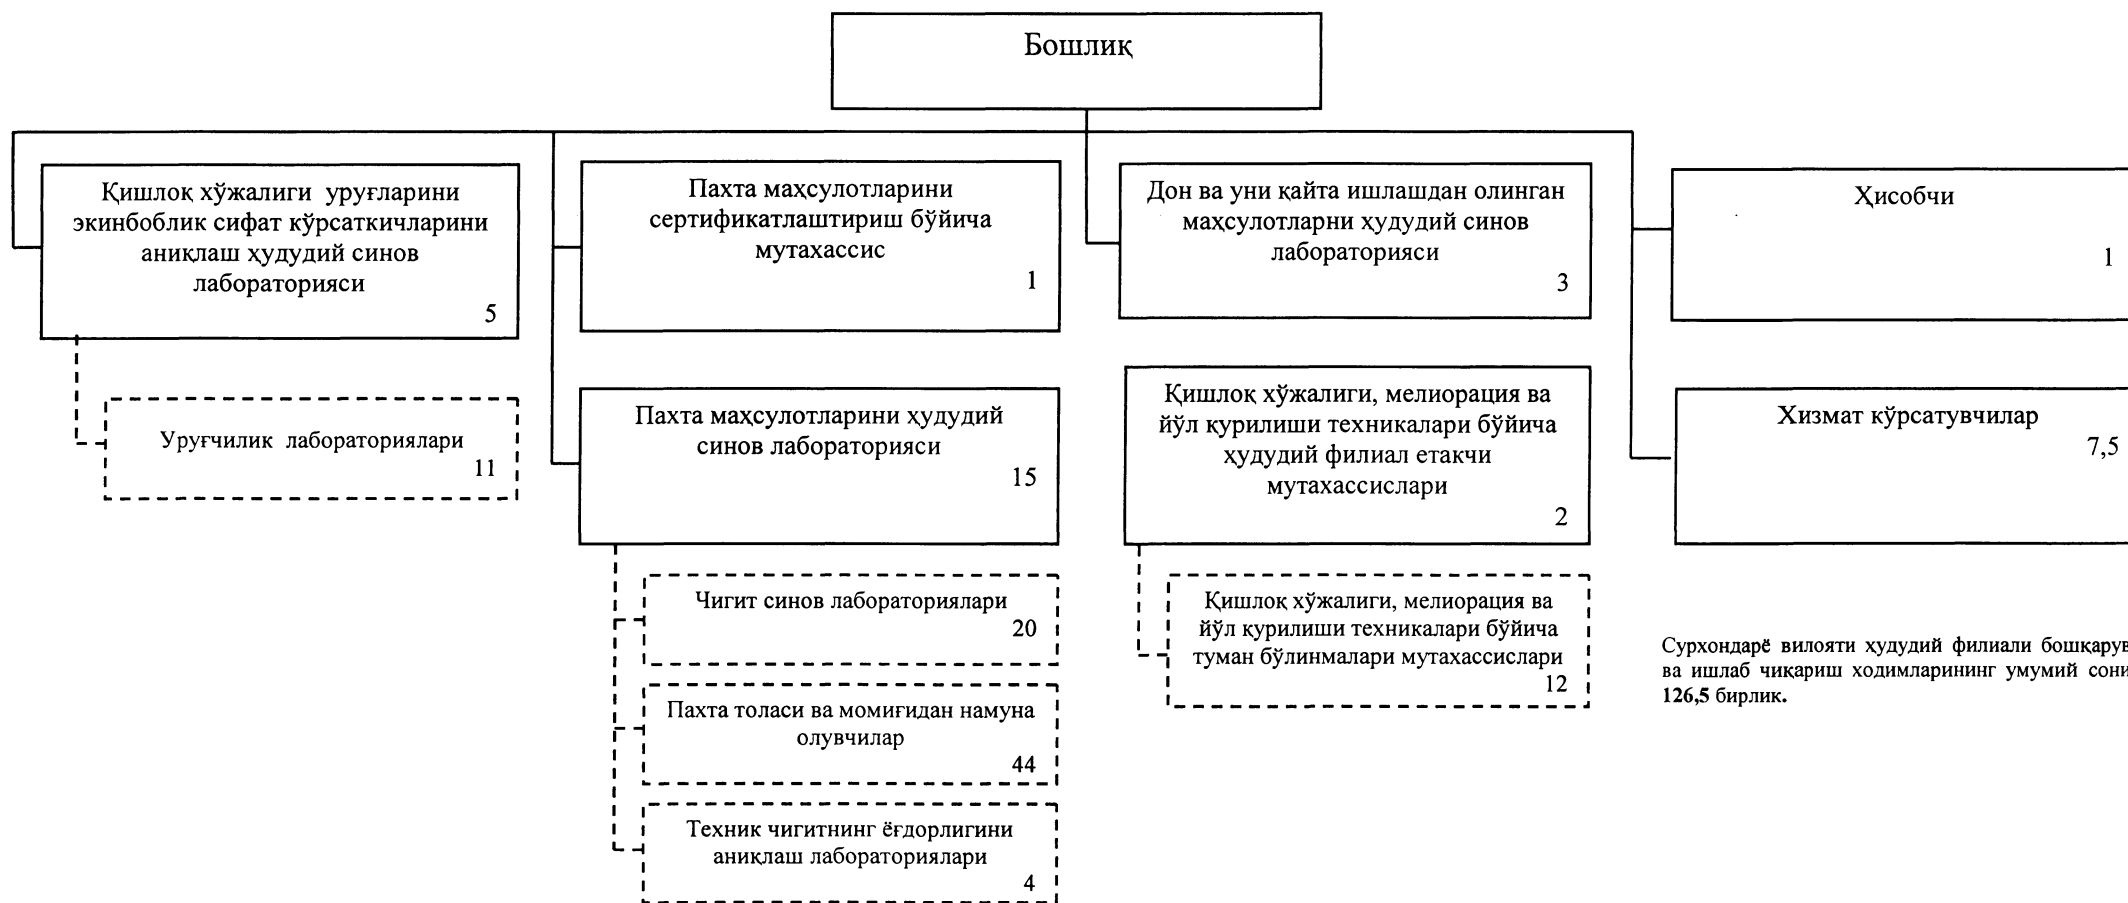 Бошлиқ
Қишлоқ хўжалиги уруғларини
экинбоблик сифат кўрсаткичларини
аниқлаш ҳудудий синов
лабораторияси
5
Пахта маҳсулотларини
сертификатлаштириш бўйича
мутахассис
1
Дон ва уни қайта ишлашдан олинган
маҳсулотларни ҳудудий синов
лабораторияси
3
Ҳисобчи
1
Уруғчилик лабораториялари
11
Пахта маҳсулотларини ҳудудий
синов лабораторияси
15
Қишлоқ хўжалиги, мелиорация ва
йўл қурилиши техникалари бўйича
ҳудудий филиал етакчи
мутахассислари
2
Хизмат кўрсатувчилар
7,5
Чигит синов лабораториялари
20
Пахта толаси ва момиғидан намуна
олувчилар
44
Техник чигитнинг ёғдорлигини
аниқлаш лабораториялари
4
Қишлоқ хўжалиги, мелиорация ва
йўл қурилиши техникалари бўйича
туман бўлинмалари мутахассислари
12
Сурхондарё вилояти ҳудудий филиали бошқарув
ва ишлаб чиқариш ходимларининг умумий сони
126,5 бирлик.